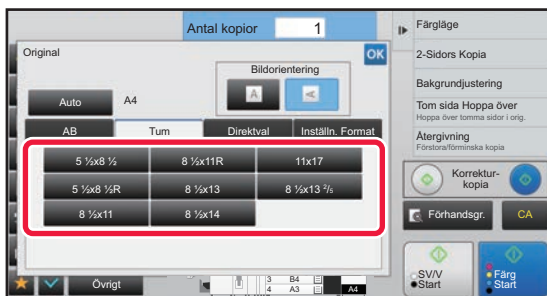 Antal kopior 1
Original
OK
Bildorientering
A A
Auto A4
AB Tum Direktval Inställn. Format
5 ½x8 ½ 8 ½x11R 11x17
5 ½x8 ½R 8 ½x13 8 ½x13 ²/₅
8 ½x11 8 ½x14
Övrigt
3 B4
4 A3
A4
Färgläge
2-Sidors Kopia
Bakgrundjustering
Tom sida Hoppa över
Hoppa över tomma sidor i orig.
Återgivning
Förstora/förminska kopia
Korrektur-
kopia
Förhandsgr. CA
SV/V
Start
Färg
Start